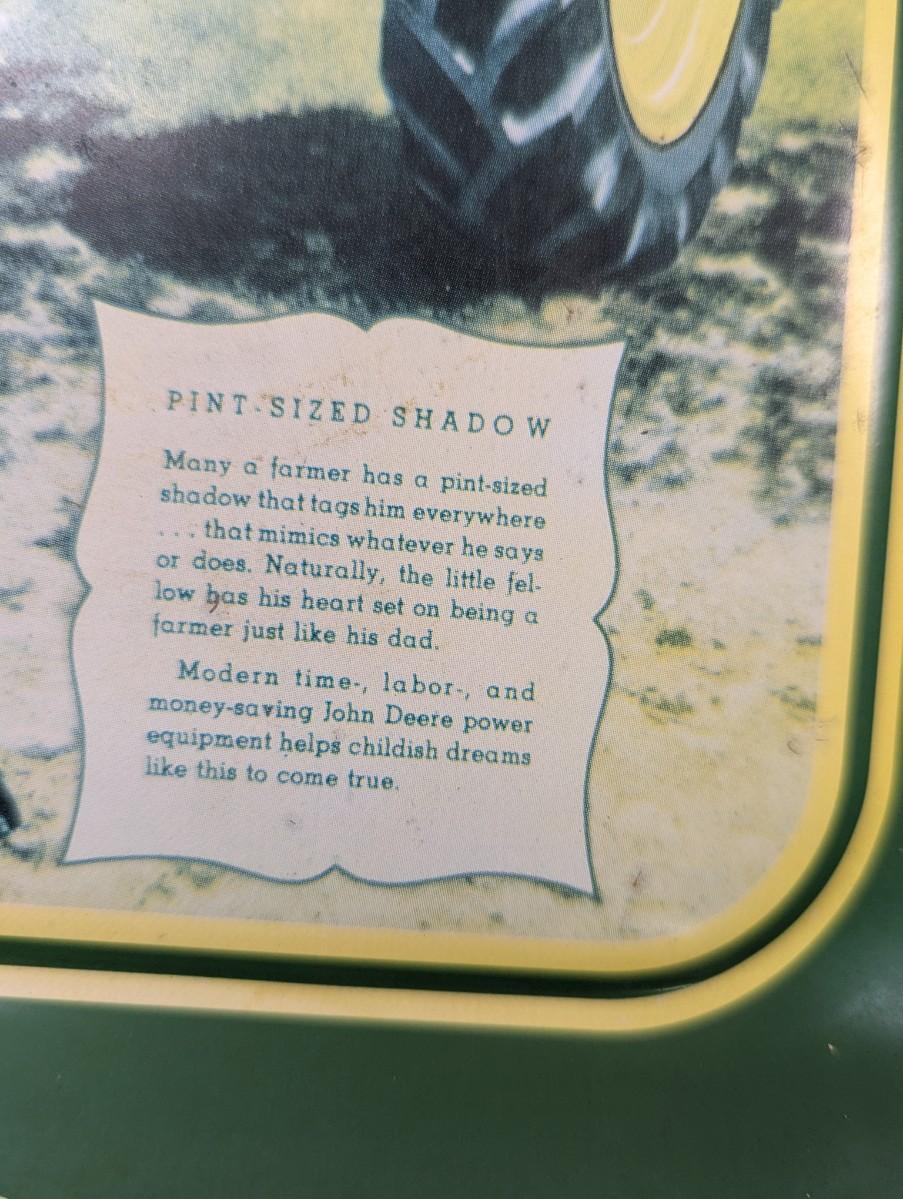 PINT-SIZED SHADOW
Many a farmer has a pint-sized
shadow that tags him everywhere
. . . that mimics whatever he says
or does. Naturally, the little fel-
low has his heart set on being a
farmer just like his dad.
Modern time-, labor-, and
money-saving John Deere power
equipment helps childish dreams
like this to come true.